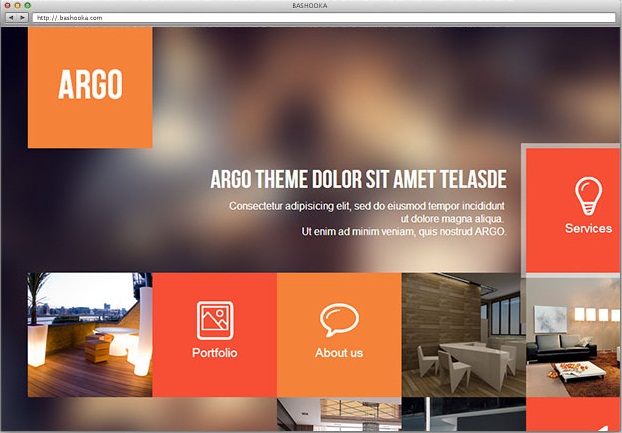 BASHOOKA
http://.bashooka.com
ARGO
ARGO THEME DOLOR SIT AMET TELASDE
Consectetur adipisicing elit, sed do eiusmod tempor incididunt
ut dolore magna aliqua.
Ut enim ad minim veniam, quis nostrud ARGO.
Services
Portfolio
About us